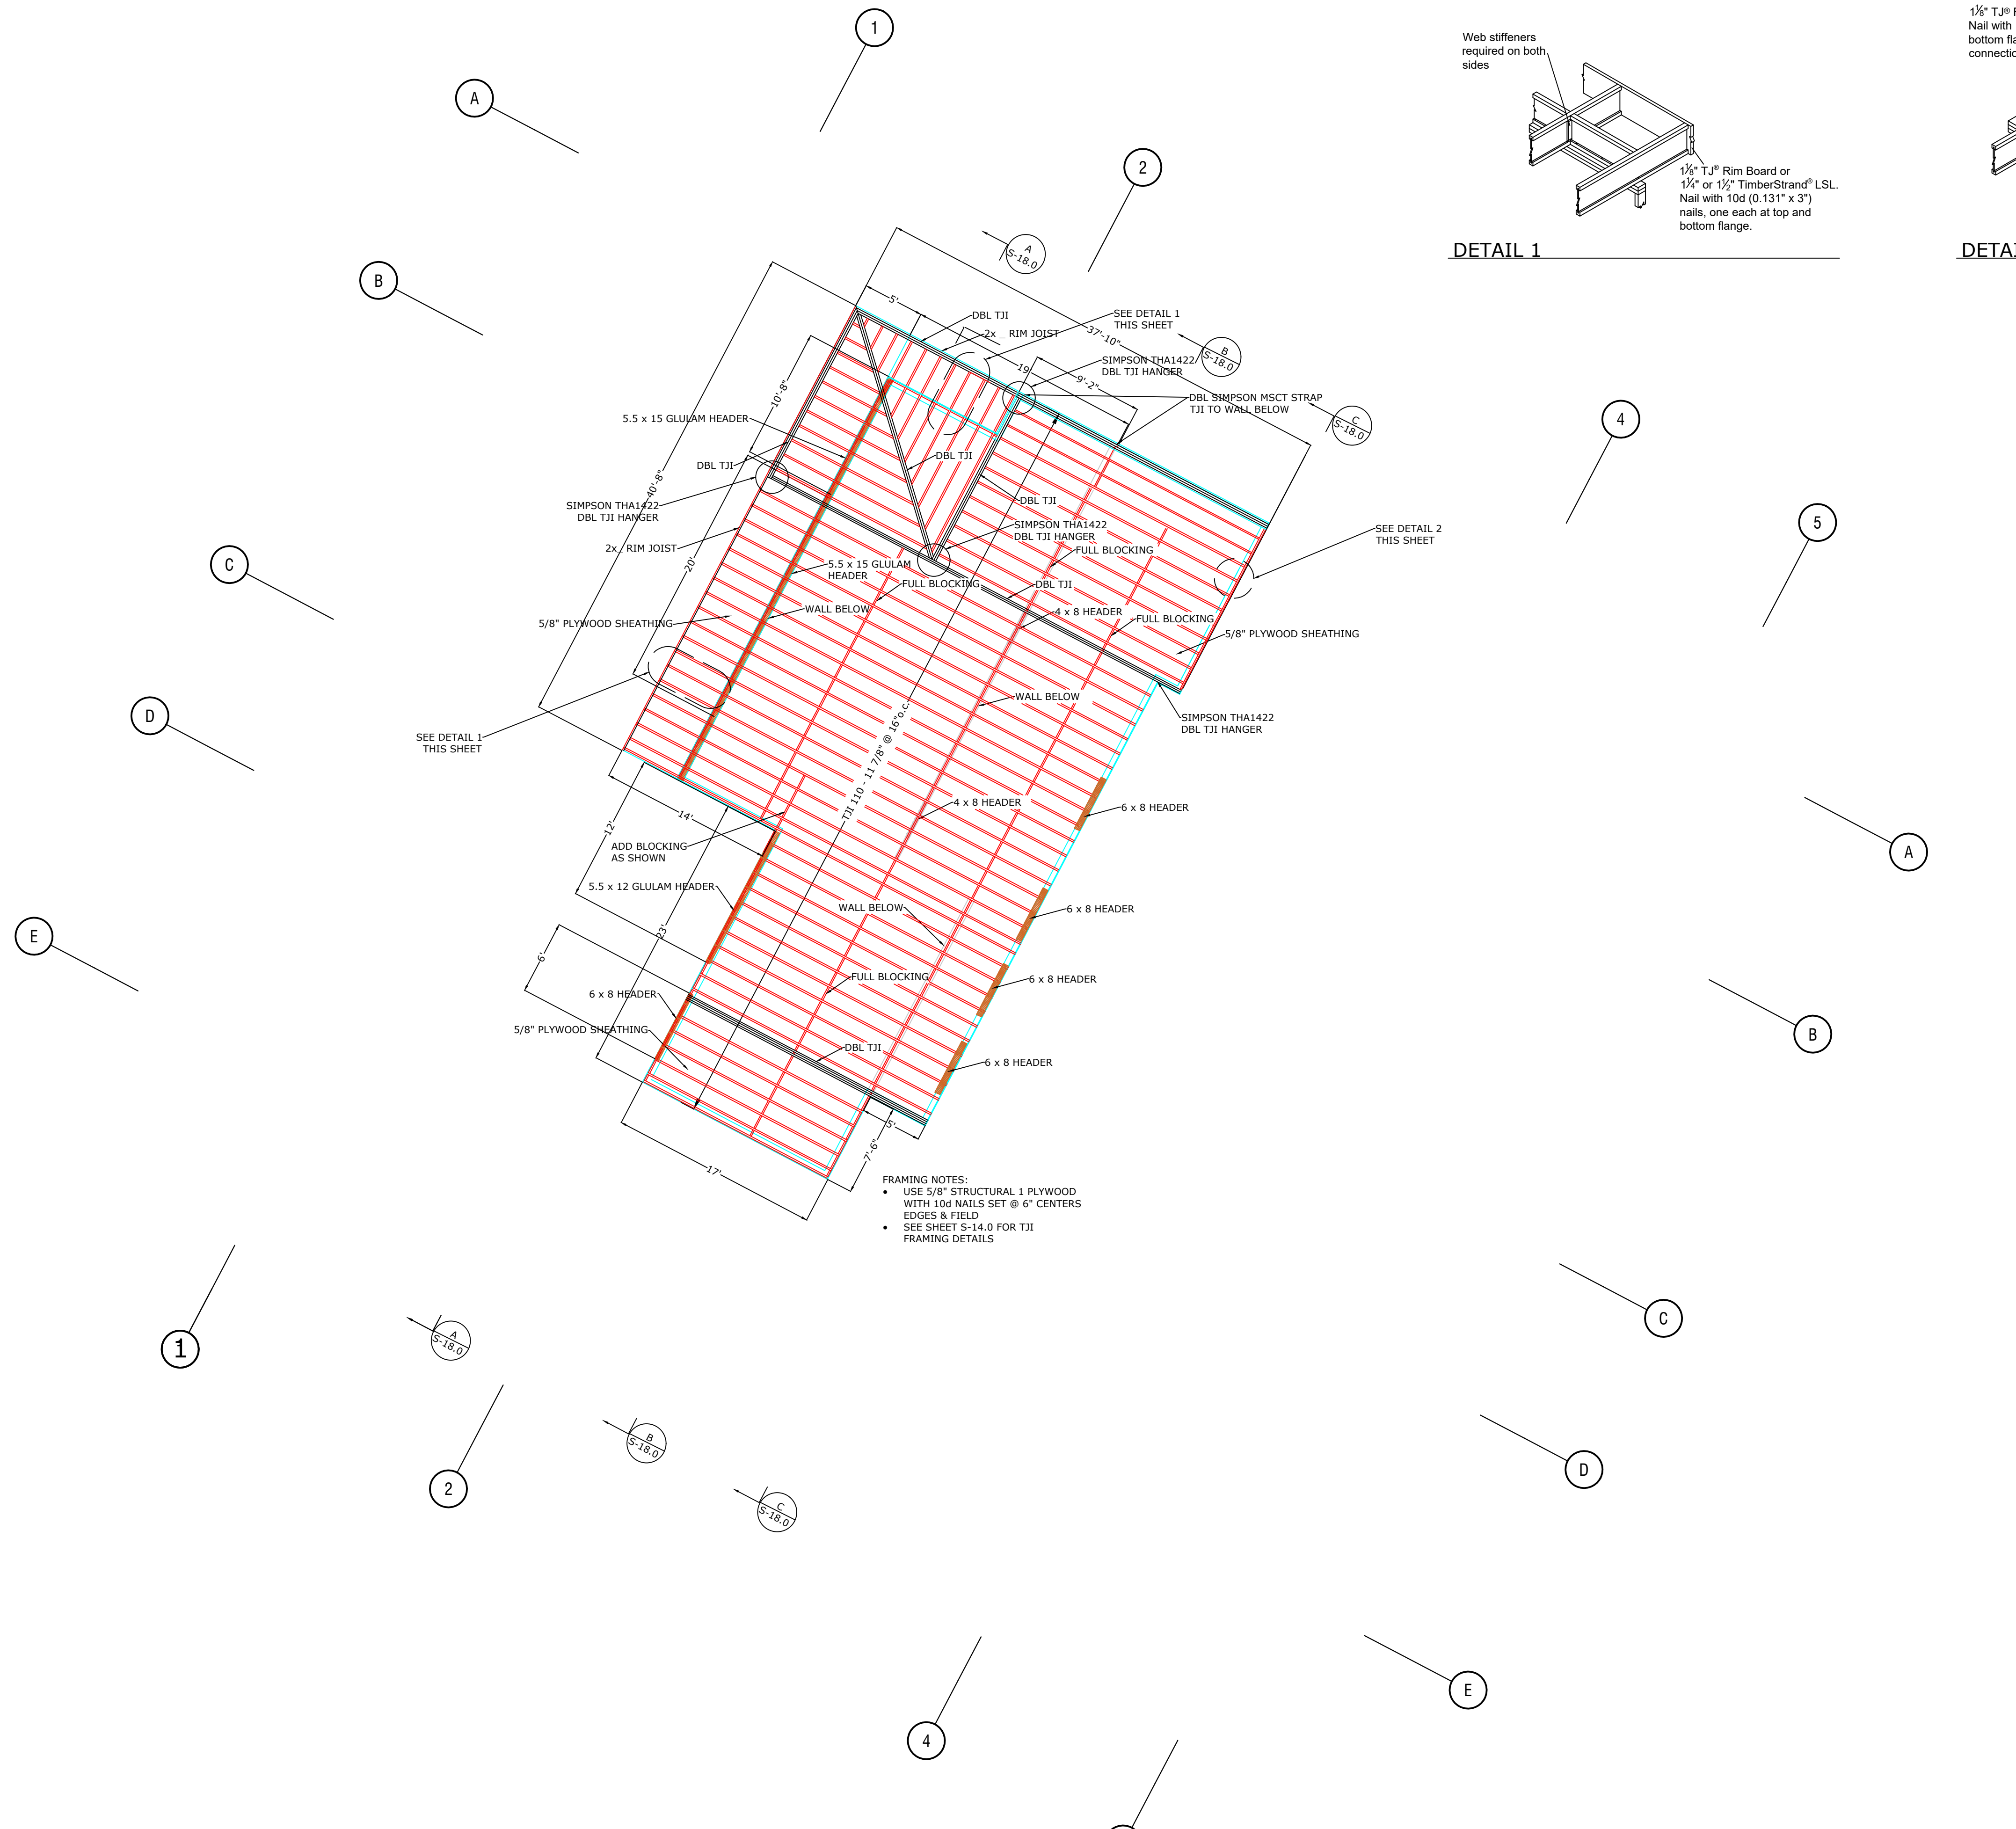 1
A
2
B
4
5
C
D
E
A
B
C
D
E
1
2
4
Web stiffeners
required on both
sides
1⅛" TJ® Rim Board or
1¼" or 1½" TimberStrand® LSL.
Nail with 10d (0.131" x 3")
nails, one each at top and
bottom flange.
DETAIL 1
1⅛" TJ®
Nail with
bottom
DETAI
A
S-18.0
B
S-18.0
C
S-18.0
5'
37'-10"
19
9'-2"
10'-8"
40'-8"
20'
DBL TJI
2x _ RIM JOIST
SEE DETAIL 1
THIS SHEET
SIMPSON THA1422
DBL TJI HANGER
DBL SIMPSON MSCT STRAP
TJI TO WALL BELOW
5.5 x 15 GLULAM HEADER
DBL TJI
DBL TJI
DBL TJI
SIMPSON THA1422
DBL TJI HANGER
SIMPSON THA1422
DBL TJI HANGER
SEE DETAIL 2
THIS SHEET
2x_ RIM JOIST
FULL BLOCKING
5.5 x 15 GLULAM
HEADER
FULL BLOCKING
DBL TJI
WALL BELOW
4 x 8 HEADER
FULL BLOCKING
5/8" PLYWOOD SHEATHING
5/8" PLYWOOD SHEATHING
WALL BELOW
SIMPSON THA1422
DBL TJI HANGER
SEE DETAIL 1
THIS SHEET
TJI 110 - 11 7/8" @ 16"o.c.
4 x 8 HEADER
6 x 8 HEADER
14'
12'
ADD BLOCKING
AS SHOWN
5.5 x 12 GLULAM HEADER
WALL BELOW
6 x 8 HEADER
23'
6'
FULL BLOCKING
6 x 8 HEADER
6 x 8 HEADER
5/8" PLYWOOD SHEATHING
DBL TJI
6 x 8 HEADER
5'
7'-6"
17'
FRAMING NOTES:
• USE 5/8" STRUCTURAL 1 PLYWOOD
WITH 10d NAILS SET @ 6" CENTERS
EDGES & FIELD
• SEE SHEET S-14.0 FOR TJI
FRAMING DETAILS
A
S-18.0
B
S-18.0
C
S-18.0